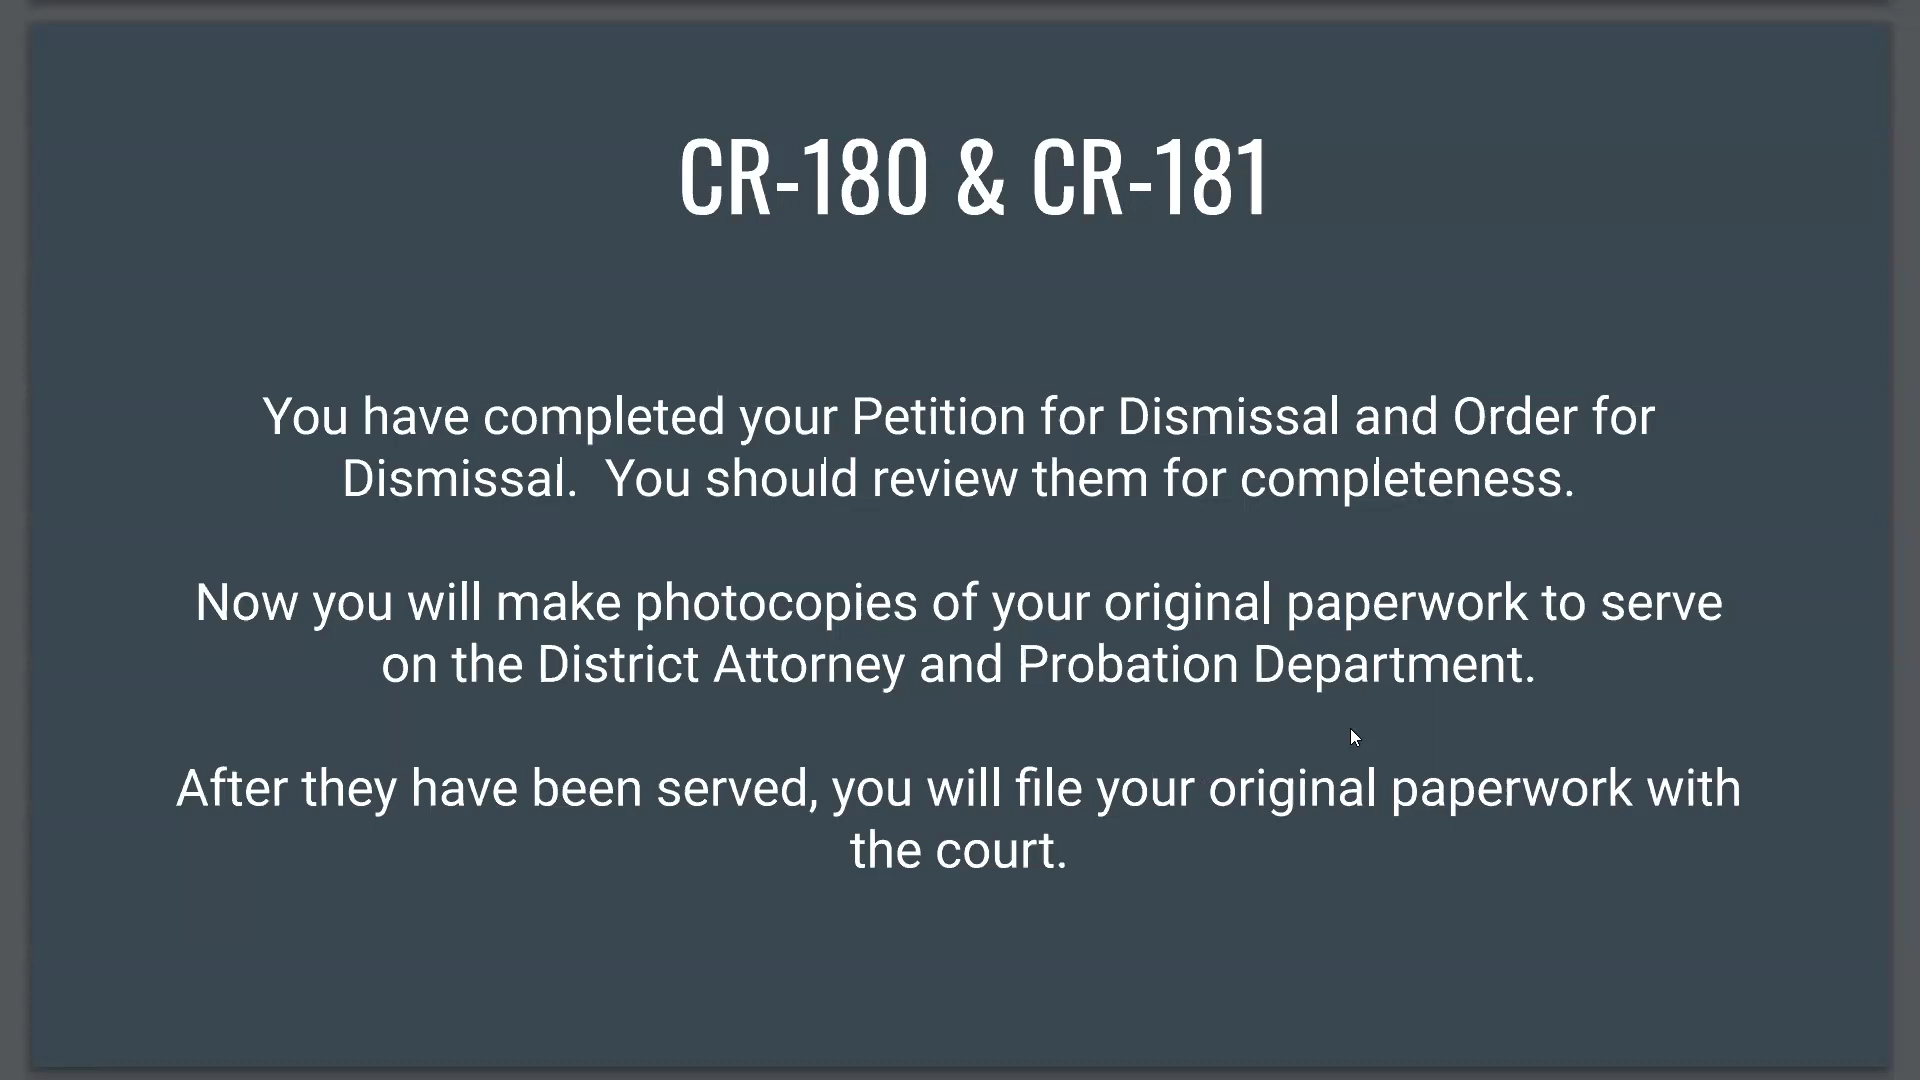 CR-180 & CR-181
You have completed your Petition for Dismissal and Order for
Dismissal.  You should review them for completeness.
Now you will make photocopies of your original paperwork to serve
on the District Attorney and Probation Department.
After they have been served, you will file your original paperwork with
the court.